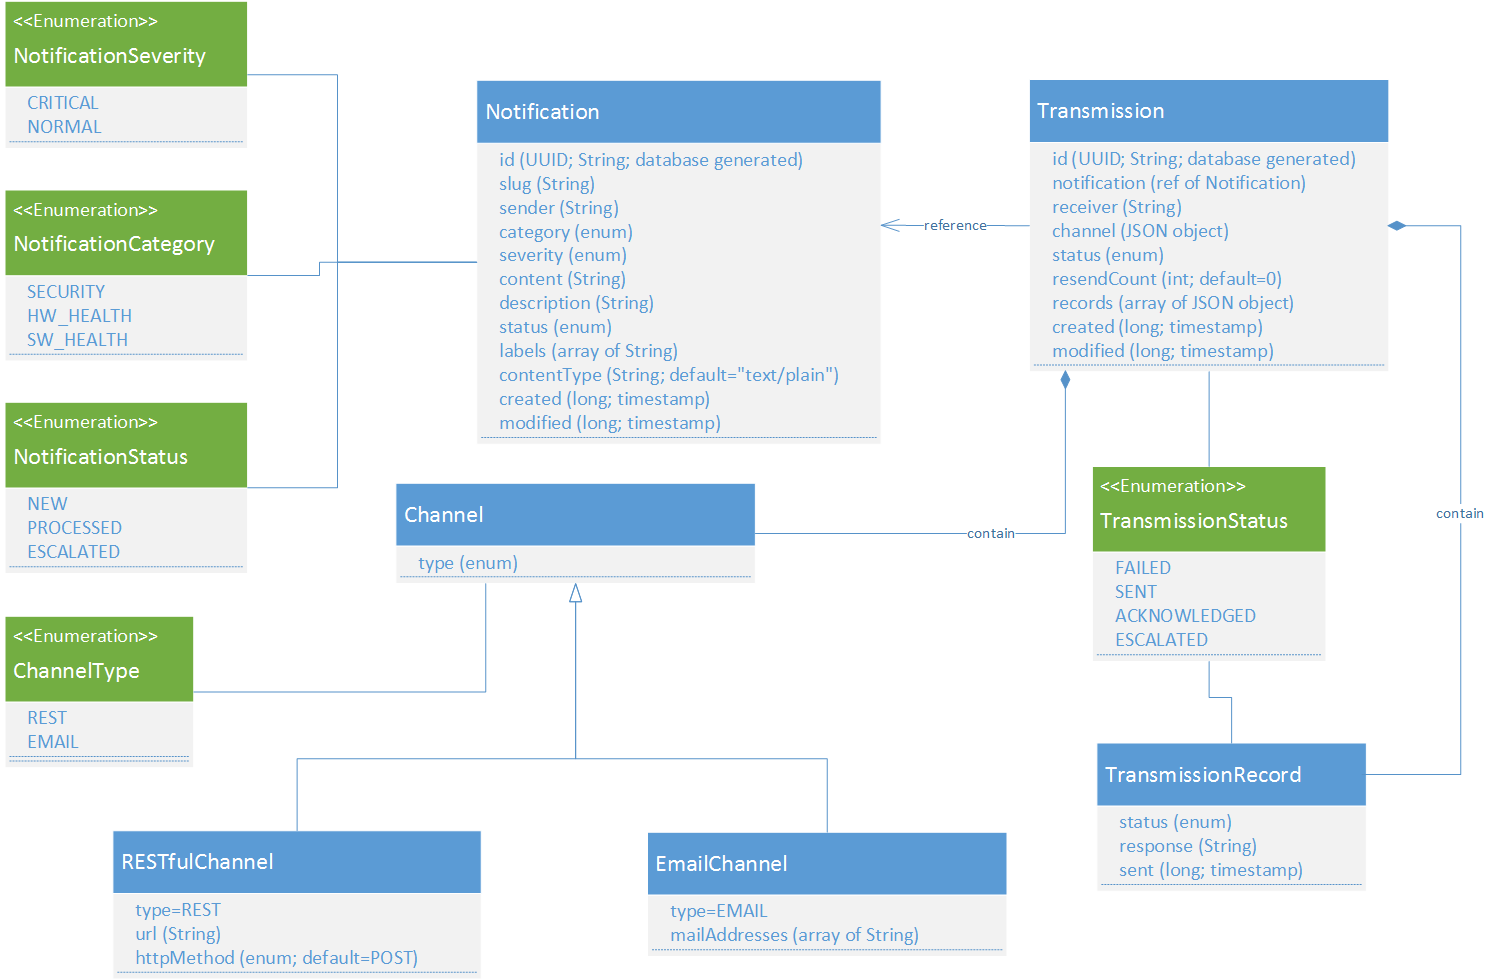 <<Enumeration>>
NotificationSeverity
CRITICAL
NORMAL
<<Enumeration>>
NotificationCategory
SECURITY
HW_HEALTH
SW_HEALTH
<<Enumeration>>
NotificationStatus
NEW
PROCESSED
ESCALATED
<<Enumeration>>
ChannelType
REST
EMAIL
Notification
id (UUID; String; database generated)
slug (String)
sender (String)
category (enum)
severity (enum)
content (String)
description (String)
status (enum)
labels (array of String)
contentType (String; default="text/plain")
created (long; timestamp)
modified (long; timestamp)
reference
Transmission
id (UUID; String; database generated)
notification (ref of Notification)
receiver (String)
channel (JSON object)
status (enum)
resendCount (int; default=0)
records (array of JSON object)
created (long; timestamp)
modified (long; timestamp)
Channel
type (enum)
contain
<<Enumeration>>
TransmissionStatus
FAILED
SENT
ACKNOWLEDGED
ESCALATED
contain
TransmissionRecord
status (enum)
response (String)
sent (long; timestamp)
RESTfulChannel
type=REST
url (String)
httpMethod (enum; default=POST)
EmailChannel
type=EMAIL
mailAddresses (array of String)